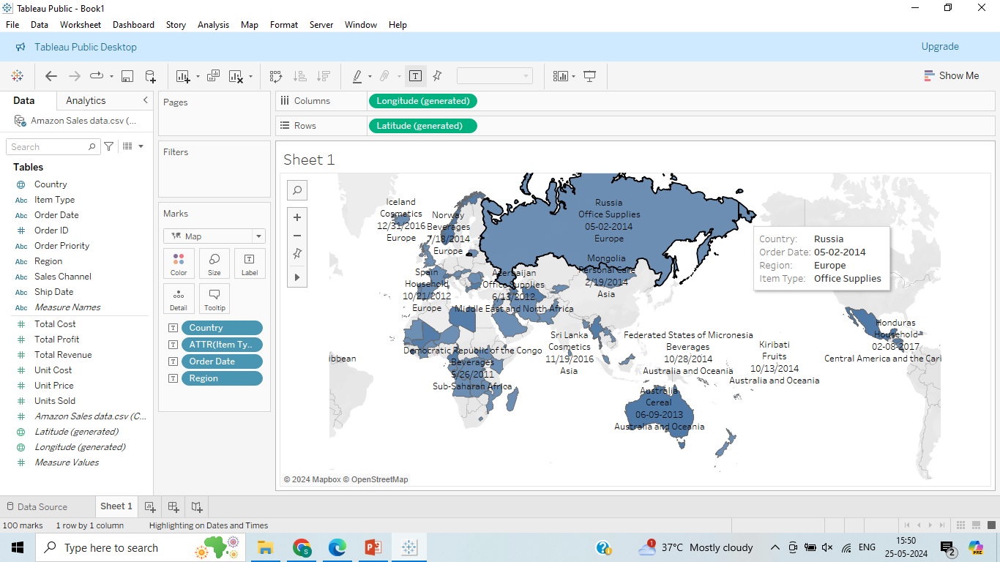 Tableau Public - Book1
File Data Worksheet Dashboard Story Analysis Map Format Server Window Help
Tableau Public Desktop
Upgrade
Show Me
Data Analytics
Amazon Sales data.csv (...
Search
Tables
Country
Abc Item Type
Abc Order Date
Order ID
Abc Order Priority
Abc Region
Abc Sales Channel
Abc Ship Date
Abc Measure Names
Total Cost
Total Profit
Total Revenue
Unit Cost
Unit Price
Units Sold
Amazon Sales data.csv (C...
Latitude (generated)
Longitude (generated)
Measure Values
Pages
Filters
Marks
Map
Color Size Label
Detail Tooltip
Country
ATTR(Item Ty..
Order Date
Region
Columns Longitude (generated)
Rows Latitude (generated)
Sheet 1
Iceland
Cosmetics
12/31/2016
Europe
Norway
Beverages
7/18/2014
Europe
Russia
Office Supplies
05-02-2014
Europe
Mongolia
Personal Care
2/19/2014
Asia
Spain
Household
10/21/2012
Europe
Azerbaijan
Office Supplies
6/13/2012
Middle East and North Africa
Country: Russia
Order Date: 05-02-2014
Region: Europe
Item Type: Office Supplies
Democratic Republic of the Congo
Beverages
5/26/2011
Sub-Saharan Africa
Sri Lanka
Cosmetics
11/19/2016
Asia
Federated States of Micronesia
Beverages
10/28/2014
Australia and Oceania
Kiribati
Fruits
10/13/2014
Australia and Oceania
Honduras
Household
02-08-2017
Central America and the Cari
ibbean
Australia
Cereal
06-09-2013
Australia and Oceania
© 2024 Mapbox © OpenStreetMap
Data Source Sheet 1
100 marks 1 row by 1 column Highlighting on Dates and Times
Type here to search
1
37°C Mostly cloudy
ENG
15:50
25-05-2024
2
PRE